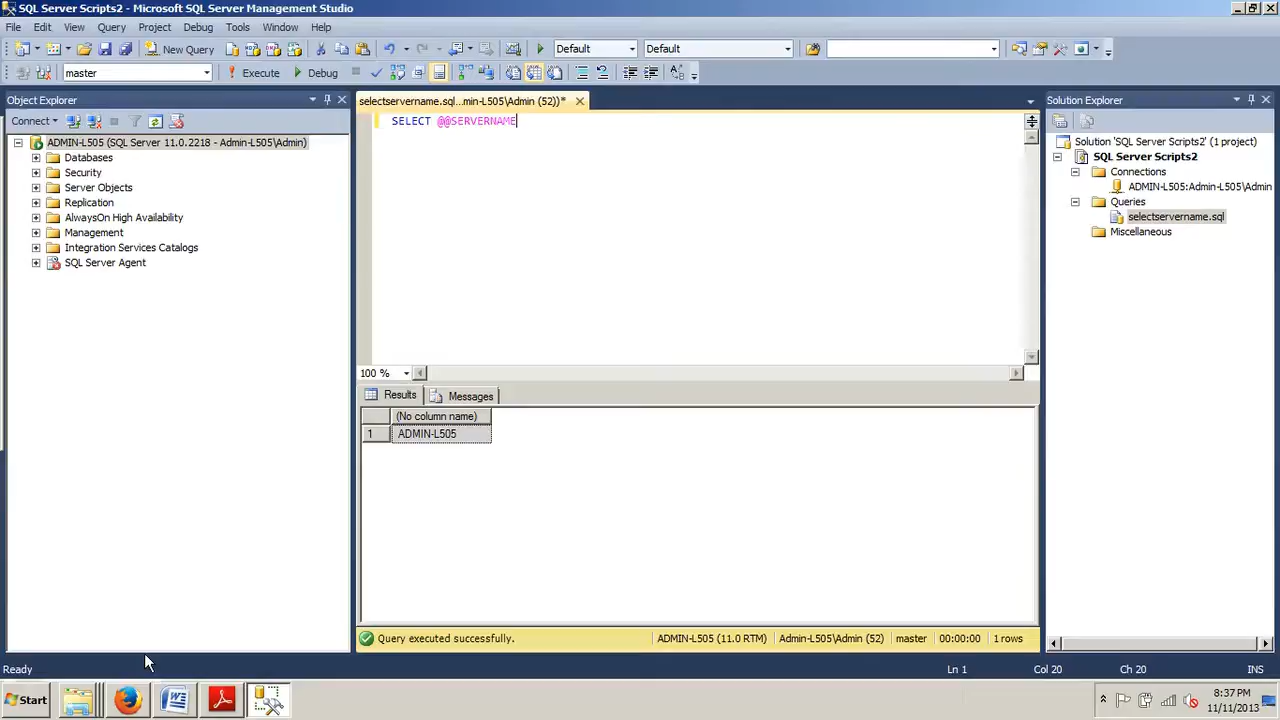 SQL Server Scripts2 - Microsoft SQL Server Management Studio
File Edit View Query Project Debug Tools Window Help
New Query Default Default
master Execute Debug
Object Explorer
Connect
ADMIN-L505 (SQL Server 11.0.2218 - Admin-L505\Admin)
Databases
Security
Server Objects
Replication
AlwaysOn High Availability
Management
Integration Services Catalogs
SQL Server Agent
selectservername.sql...min-L505\Admin (52))*
SELECT @@SERVERNAME
100 %
Results Messages
(No column name)
1 ADMIN-L505
Query executed successfully. ADMIN-L505 (11.0 RTM) Admin-L505\Admin (52) master 00:00:00 1 rows
Solution Explorer
Solution 'SQL Server Scripts2' (1 project)
SQL Server Scripts2
Connections
ADMIN-L505:Admin-L505\Admin
Queries
selectservername.sql
Miscellaneous
Ready Ln 1 Col 20 Ch 20 INS
Start 8:37 PM
11/11/2013